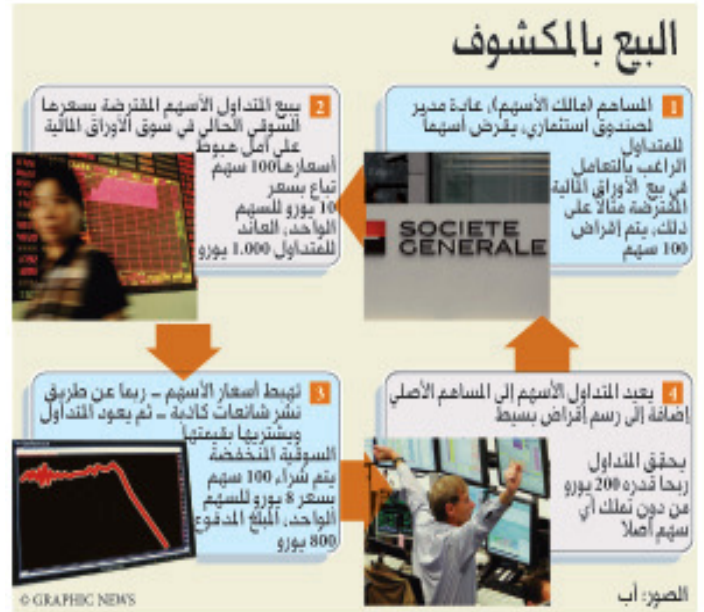 البيع بالمكشوف
1 المساهم (مالك الأسهم)، عادة مدير
لصندوق استثماري، يقرض أسهما
للمتداول
الراغب بالتعامل
في بيع الأوراق المالية
المقترضة مثالا على
ذلك، يتم إقراض
100 سهم
SOCIETE
GENERALE
2 يبيع المتداول الأسهم المقترضة بسعرها
السوقي الحالي في سوق الأوراق المالية
على أمل هبوط
أسعارها 100 سهم
تباع بسعر
10 يورو للسهم
الواحد، العائد
للمتداول 1.000 يورو
3 تهبط أسعار الأسهم - ربما عن طريق
نشر شائعات كاذبة - ثم يعود المتداول
ويشتريها بقيمتها
السوقية المنخفضة
يتم شراء 100 سهم
بسعر 8 يورو للسهم
الواحد، المبلغ المدفوع
800 يورو
4 يعيد المتداول الأسهم إلى المساهم الأصلي
إضافة إلى رسم إقراض بسيط
يحقق المتداول
ربحا قدره 200 يورو
من دون تملك أي
سهم أصلا
الصور: أب
© GRAPHIC NEWS